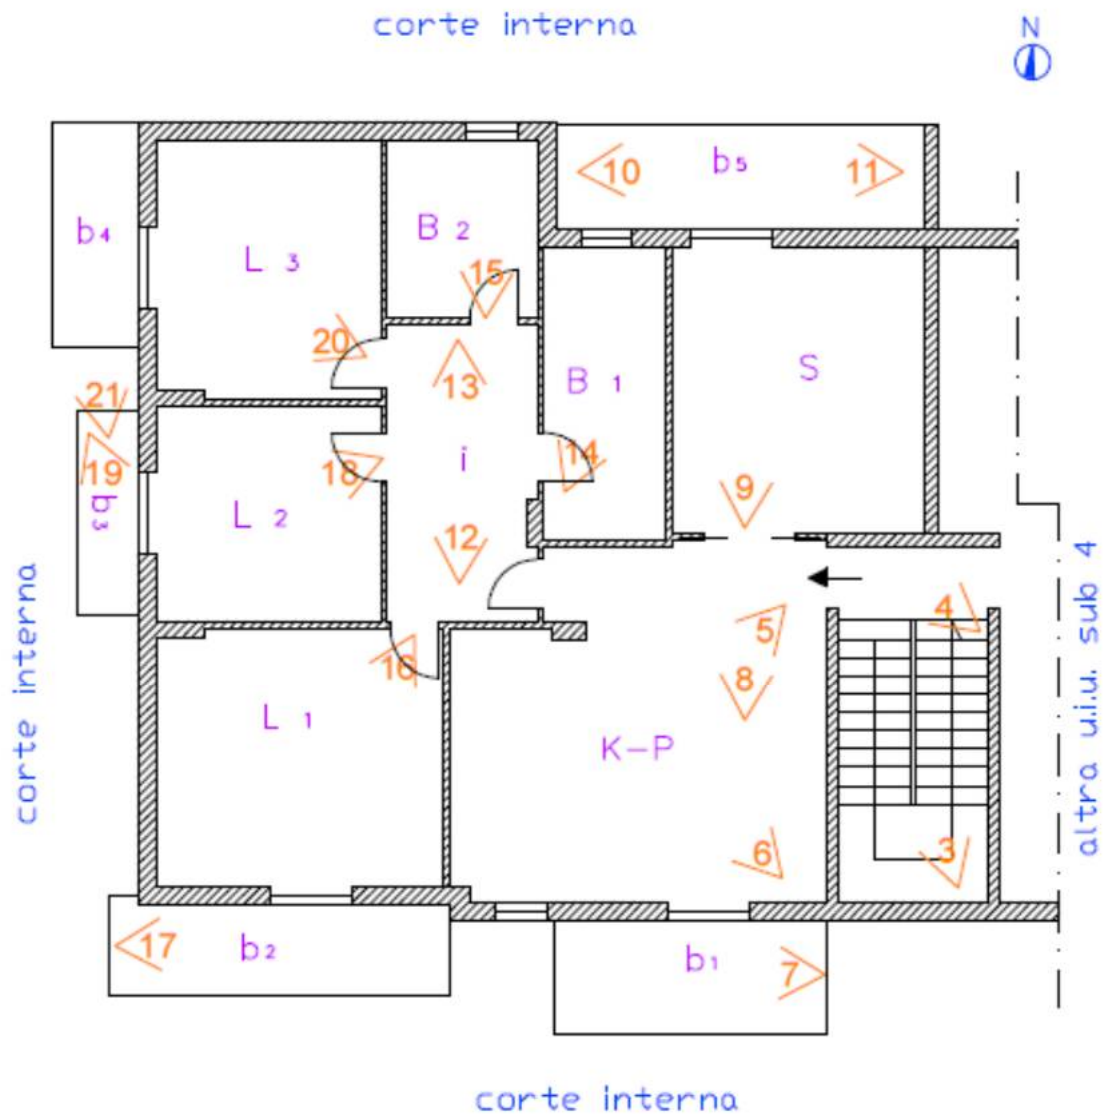 corte interna
N
10
b5
11
b4
B 2
L 3
15
20
S
13
B 1
21
14
i
18
19
9
b3
L 2
12
corte interna
altra u.i.u. sub 4
4
5
16
8
L 1
K-P
6
3
17
b2
b1
7
corte interna